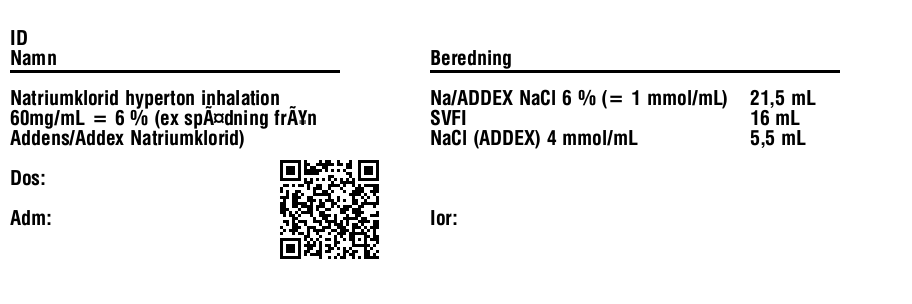 ID
Namn
Natriumklorid hyperton inhalation
60mg/mL = 6 % (ex spÃ¤dning frÃ¥n
Addens/Addex Natriumklorid)
Dos:
Adm:
Beredning
Na/ADDEX NaCl 6 % (= 1 mmol/mL) 21,5 mL
SVFI 16 mL
NaCl (ADDEX) 4 mmol/mL 5,5 mL
Ior: